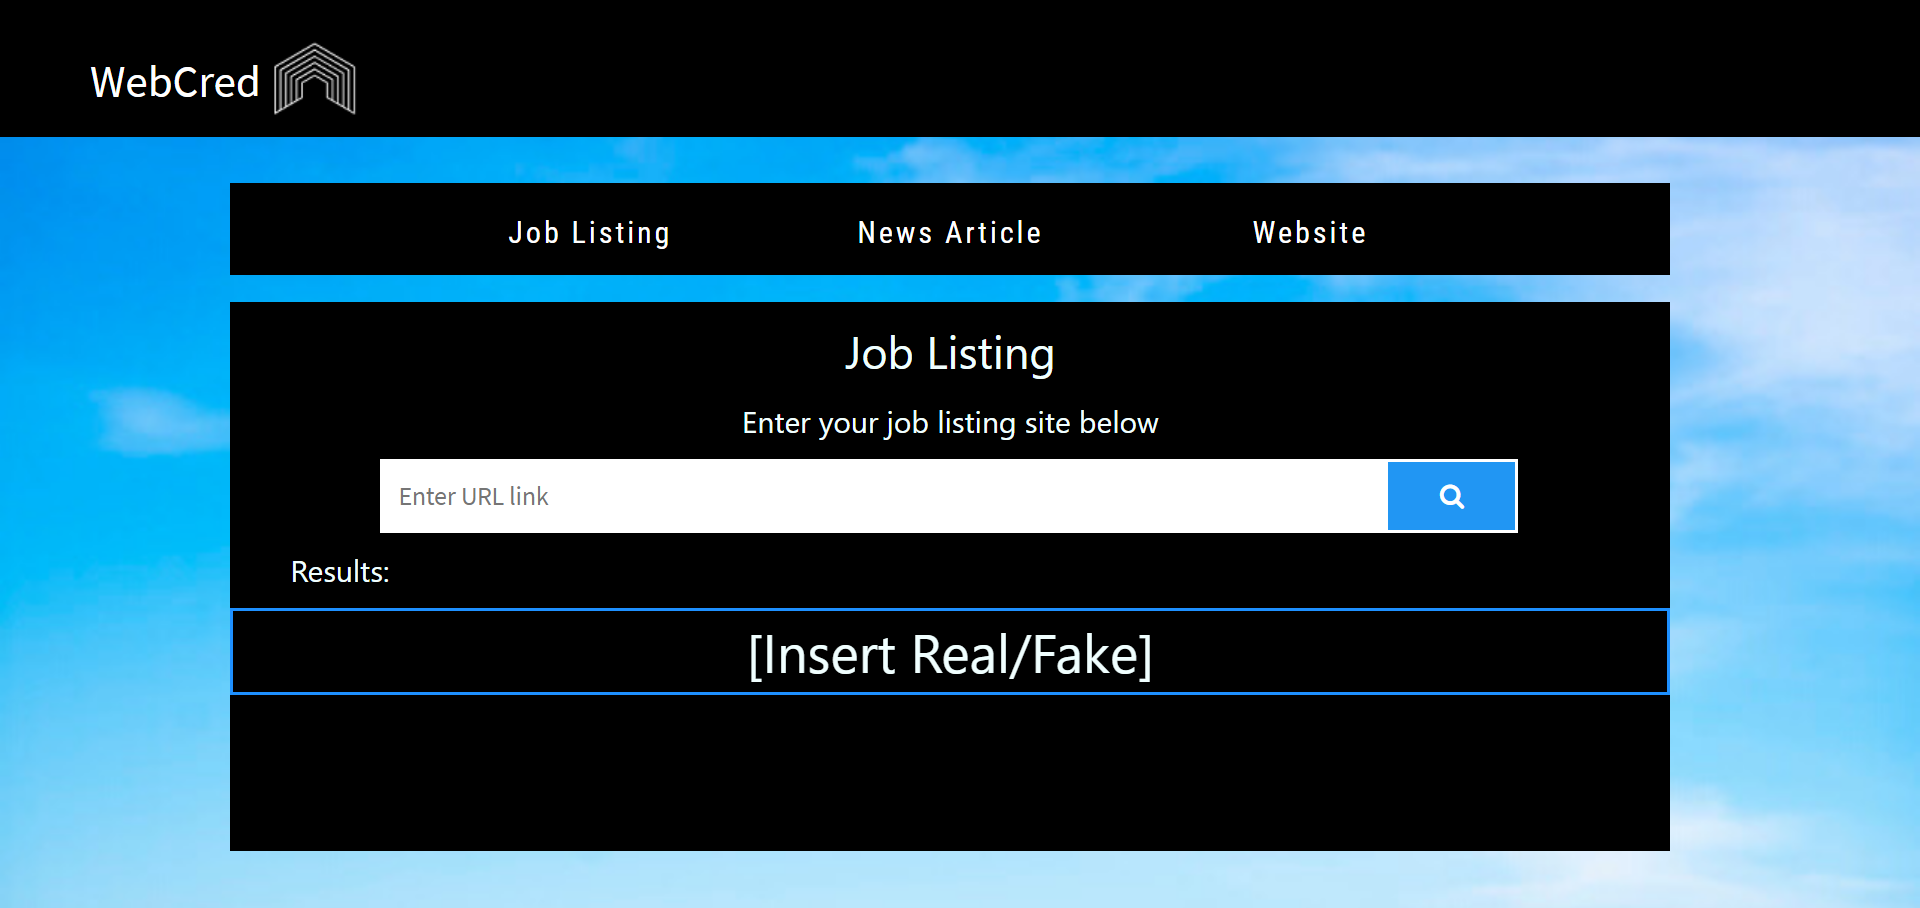 WebCred
Job Listing
News Article
Website
Job Listing
Enter your job listing site below
Enter URL link
Results:
[Insert Real/Fake]